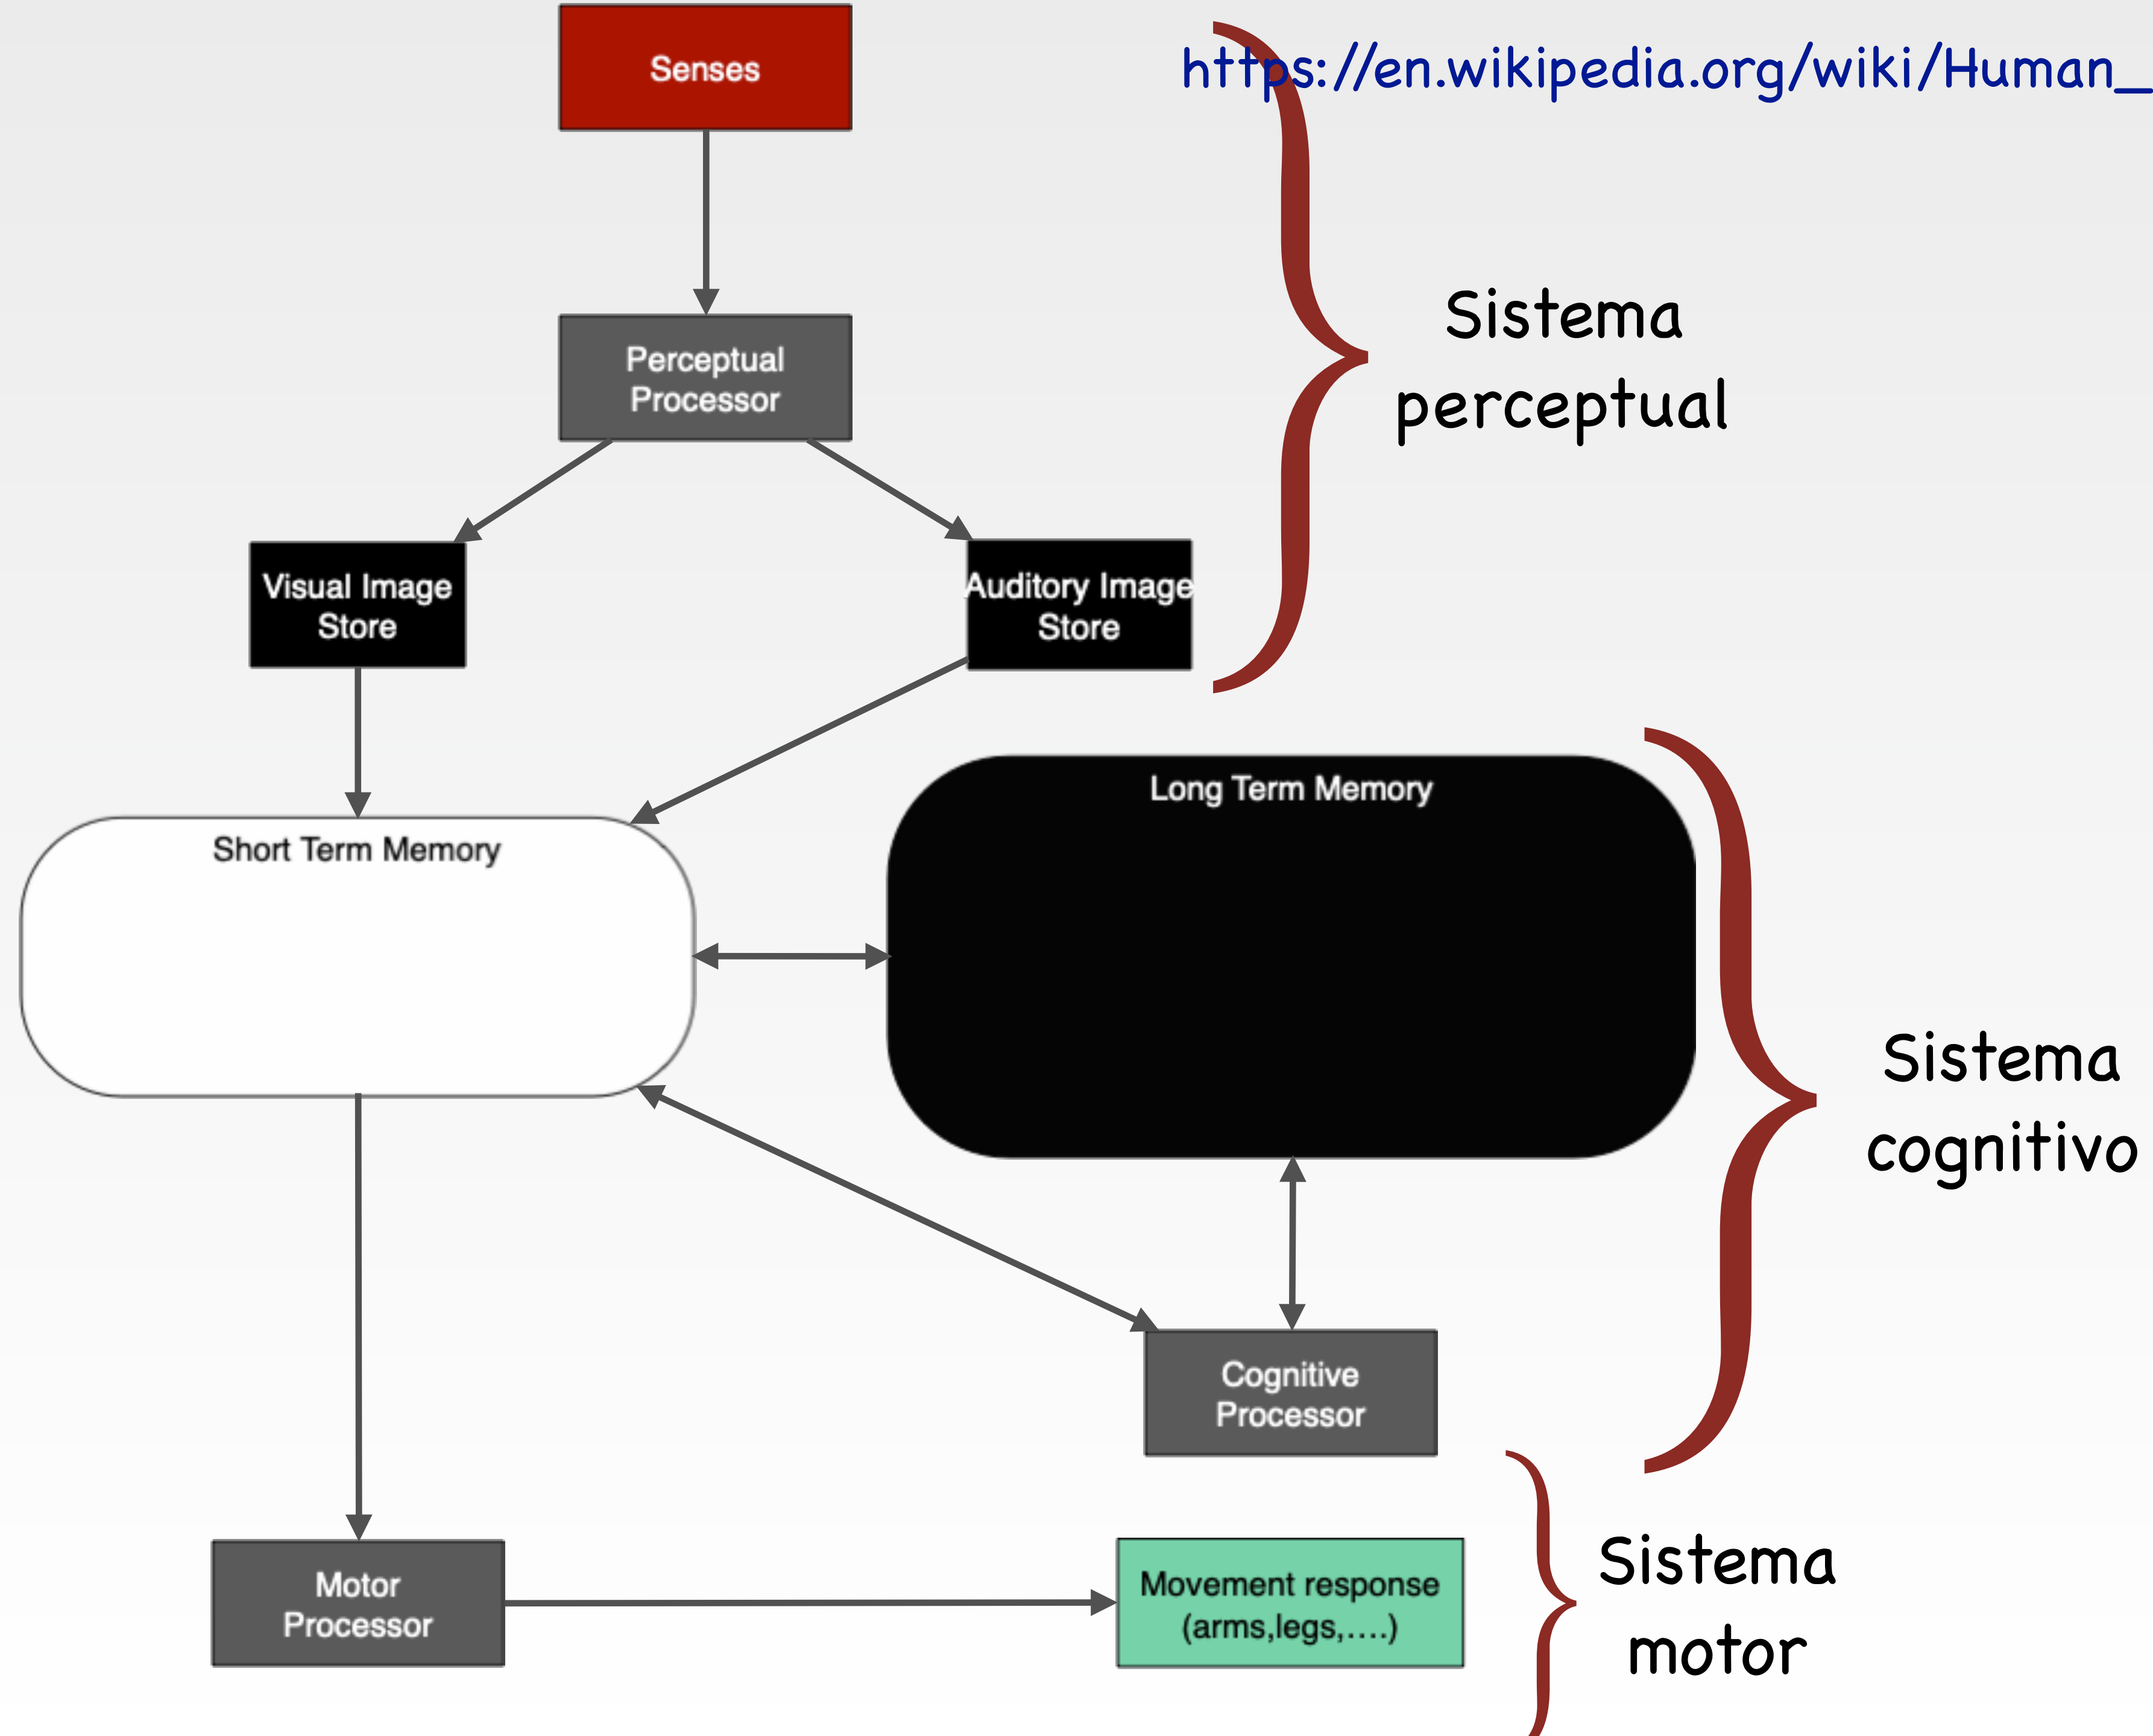 Senses
https://en.wikipedia.org/wiki/Human_
Perceptual
Processor
Sistema
perceptual
Visual Image
Store
Auditory Image
Store
Short Term Memory
Long Term Memory
Sistema
cognitivo
Cognitive
Processor
Motor
Processor
Movement response
(arms,legs,....)
Sistema
motor